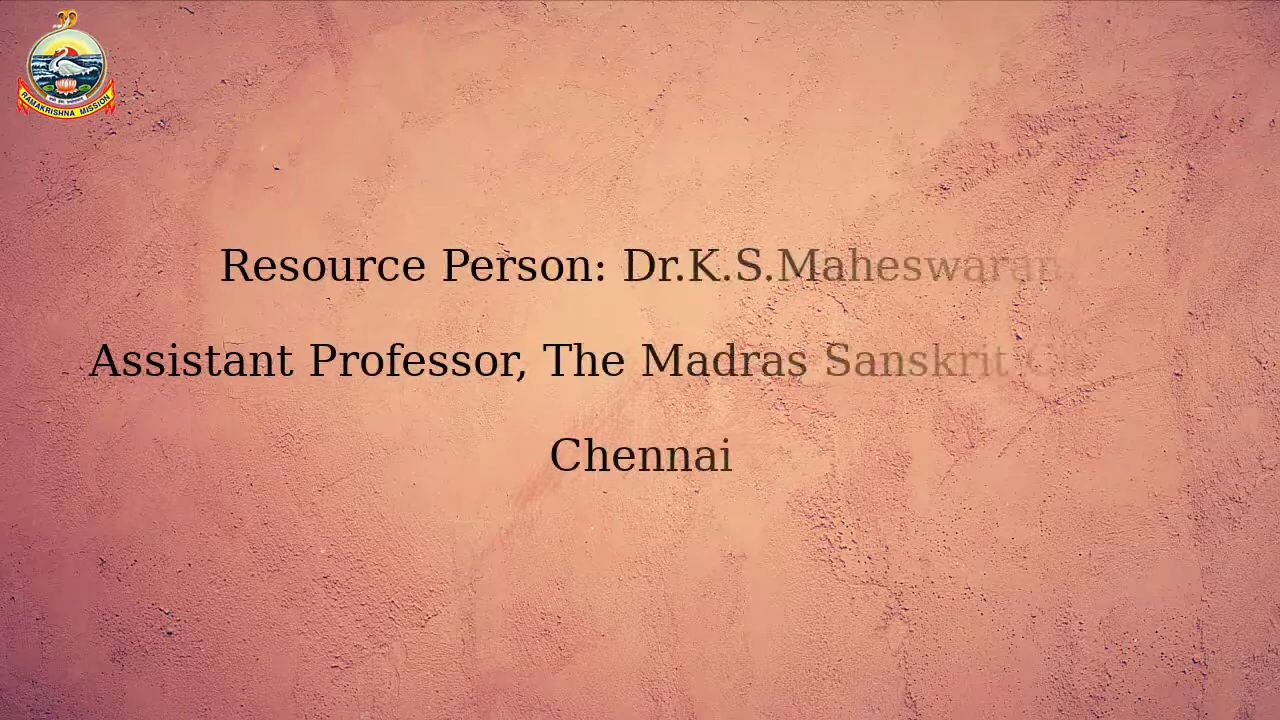 RAMAKRISHNA MISSION
Resource Person: Dr.K.S.Maheswaran
Assistant Professor, The Madras Sanskrit
Chennai